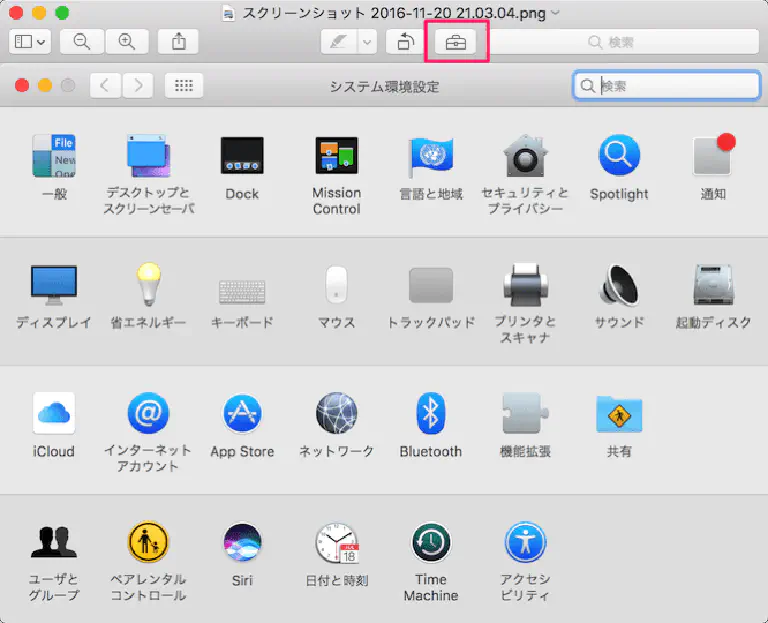 スクリーンショット 2016-11-20 21.03.04.png
検索
システム環境設定
検索
File
New
一般
デスクトップと
スクリーンセーバ
Dock
Mission
Control
言語と地域
セキュリティと
プライバシー
Spotlight
通知
ディスプレイ
省エネルギー
キーボード
マウス
トラックパッド
プリンタと
スキャナ
サウンド
起動ディスク
iCloud
インターネット
アカウント
App Store
ネットワーク
Bluetooth
機能拡張
共有
ユーザと
グループ
ペアレンタル
コントロール
Siri
18
日付と時刻
Time
Machine
アクセシ
ビリティ